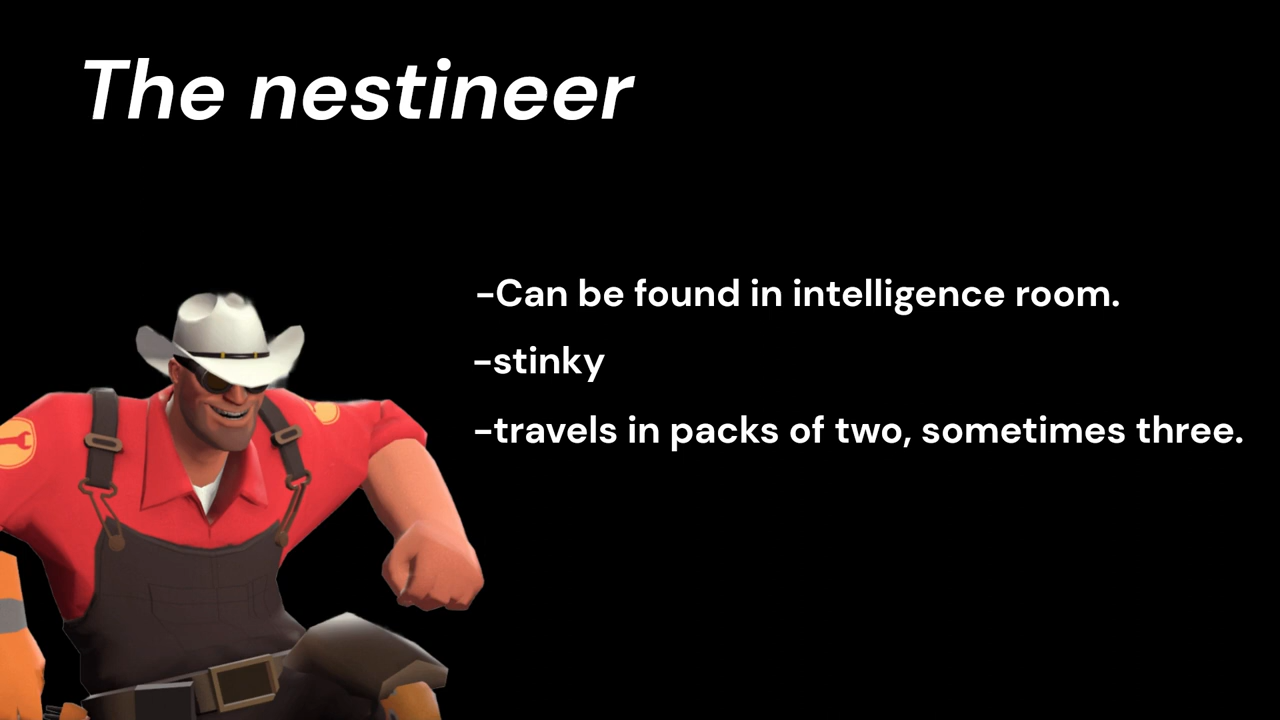 The nestineer
-Can be found in intelligence room.
-stinky
-travels in packs of two, sometimes three.